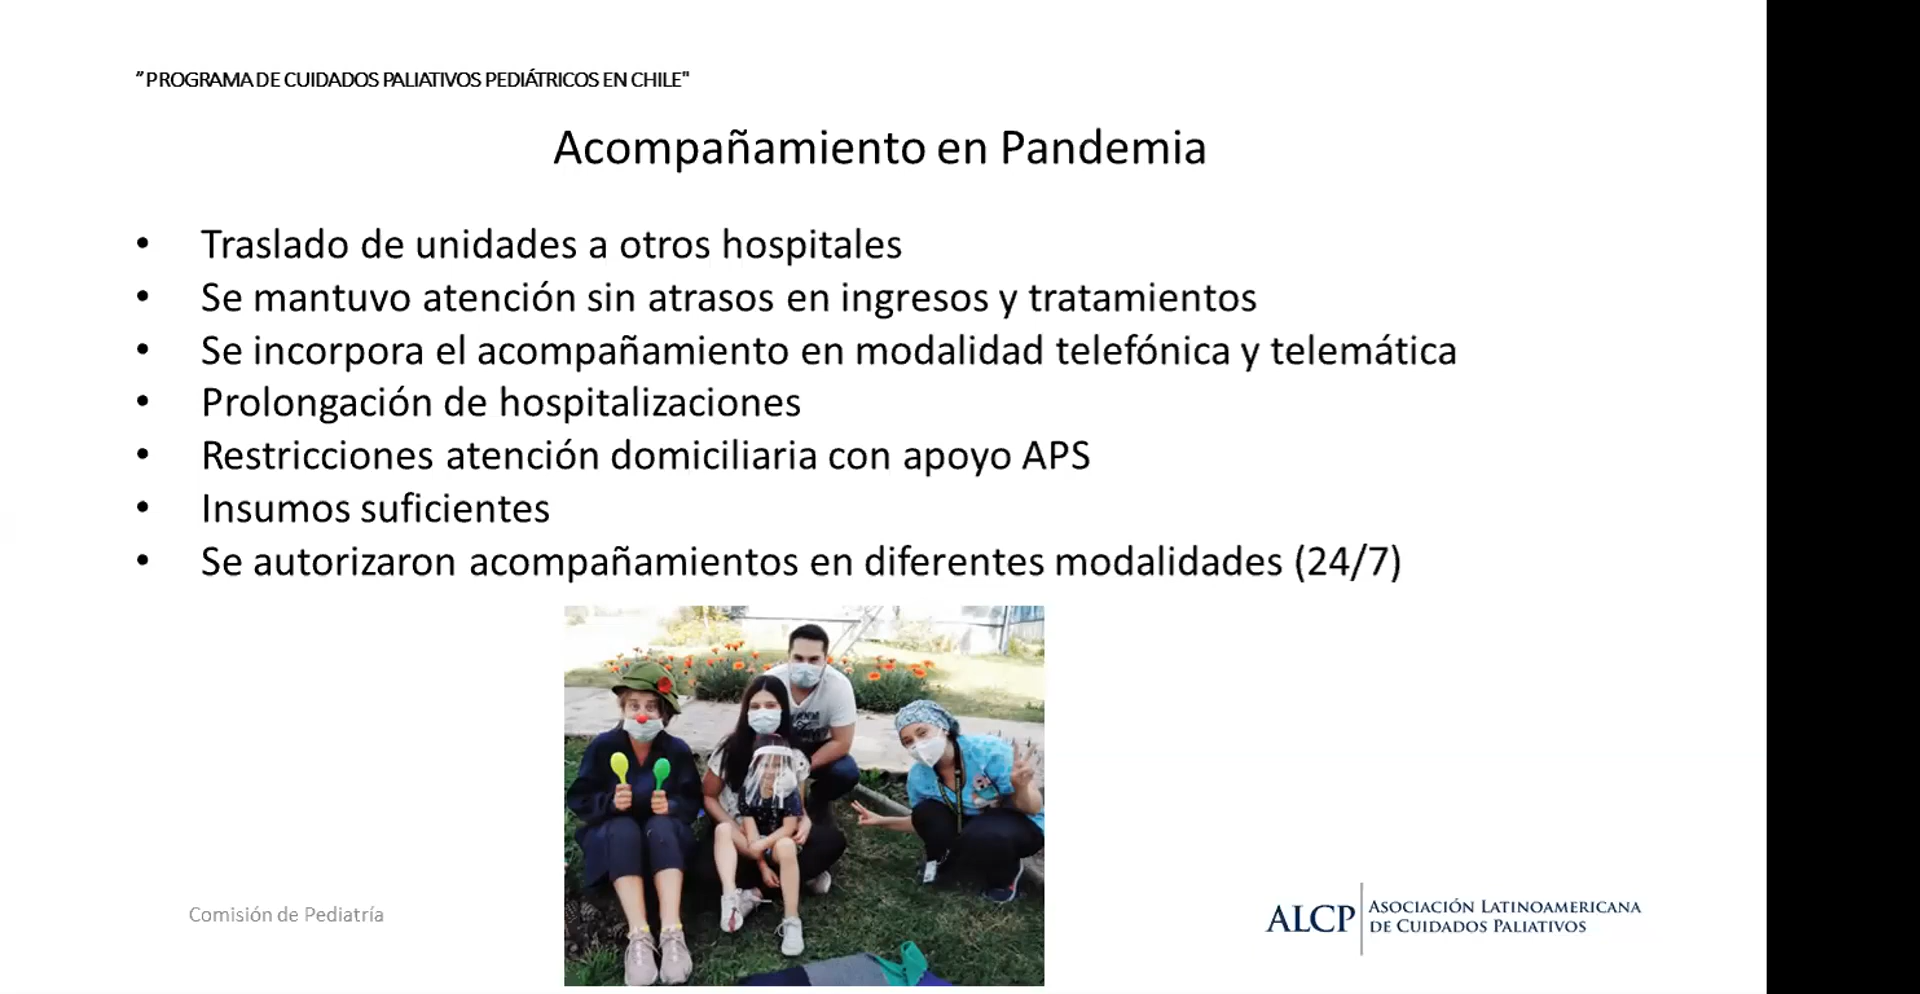 ”PROGRAMA DE CUIDADOS PALIATIVOS PEDIÁTRICOS EN CHILE"
Acompañamiento en Pandemia
• Traslado de unidades a otros hospitales
• Se mantuvo atención sin atrasos en ingresos y tratamientos
• Se incorpora el acompañamiento en modalidad telefónica y telemática
• Prolongación de hospitalizaciones
• Restricciones atención domiciliaria con apoyo APS
• Insumos suficientes
• Se autorizaron acompañamientos en diferentes modalidades (24/7)
Comisión de Pediatría
ALCP
ASOCIACIÓN LATINOAMERICANA
DE CUIDADOS PALIATIVOS